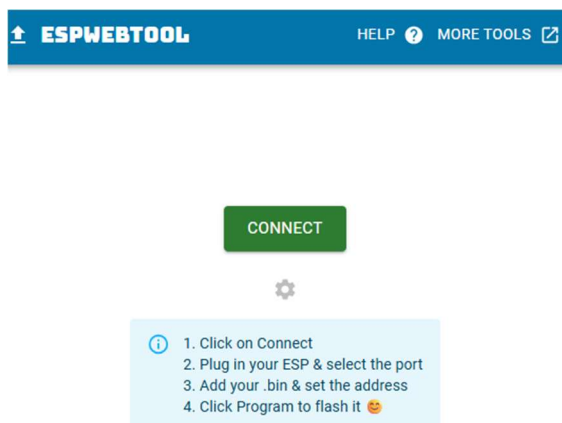 ESPWEBTOOL HELP MORE TOOLS
CONNECT
1. Click on Connect
2. Plug in your ESP & select the port
3. Add your .bin & set the address
4. Click Program to flash it 😊